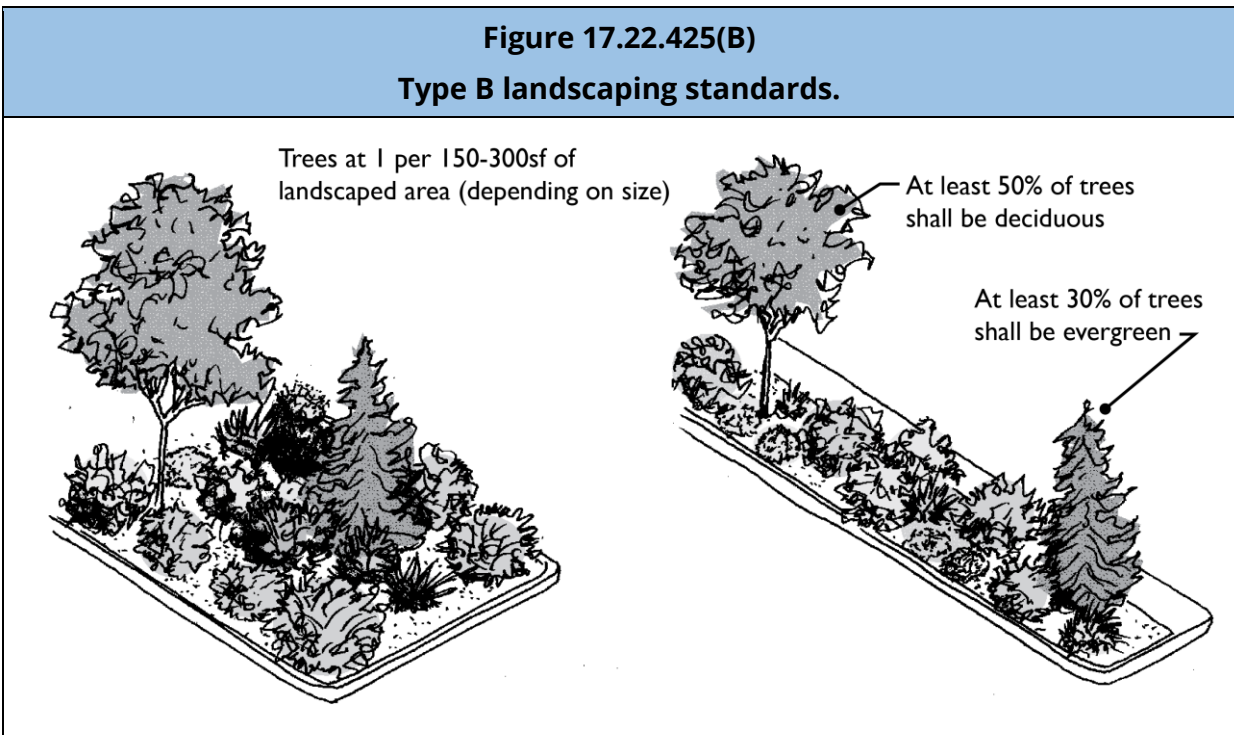 Figure 17.22.425(B)
Type B landscaping standards.
Trees at 1 per 150-300sf of
landscaped area (depending on size)
At least 50% of trees
shall be deciduous
At least 30% of trees
shall be evergreen